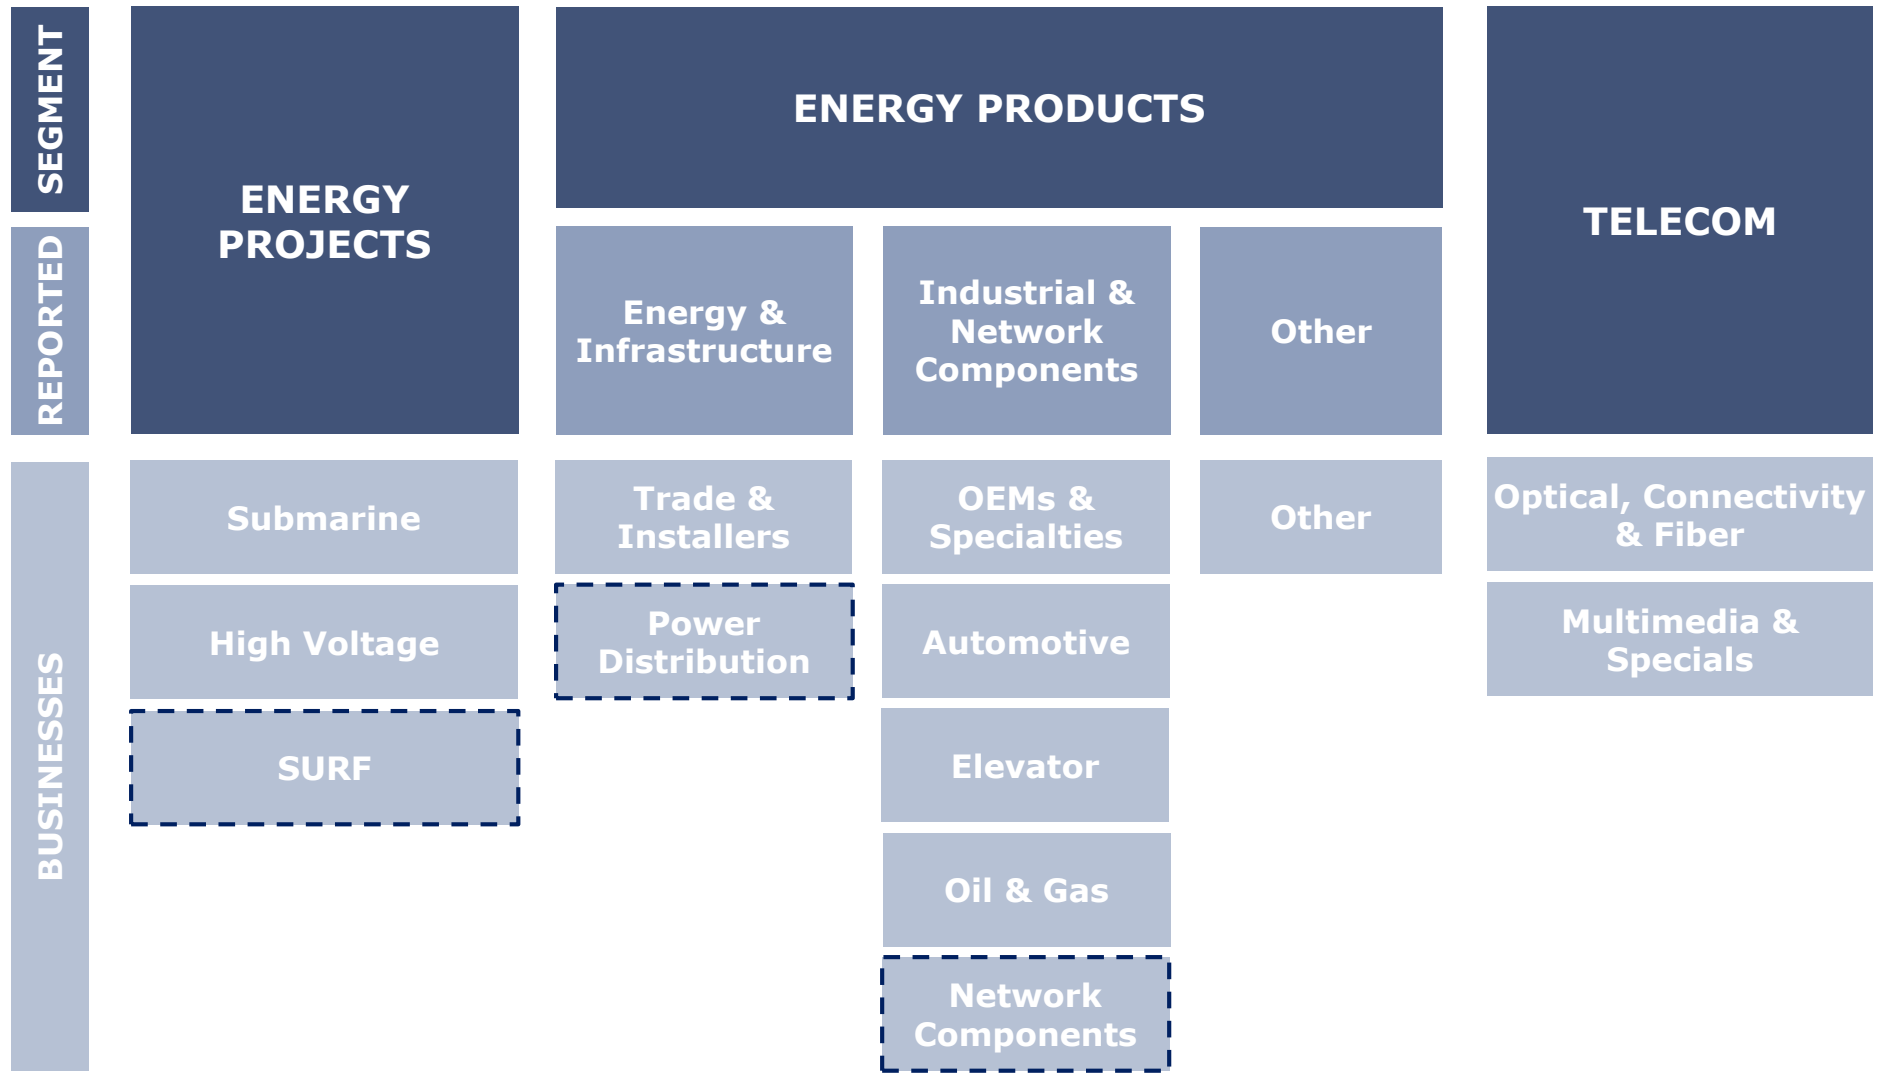 SEGMENT
REPORTED
BUSINESSES
ENERGY
PROJECTS
Submarine
High Voltage
SURF
ENERGY PRODUCTS
Energy &
Infrastructure
Trade &
Installers
Power
Distribution
Industrial &
Network
Components
OEMs &
Specialties
Automotive
Elevator
Oil & Gas
Network
Components
Other
Other
TELECOM
Optical, Connectivity
& Fiber
Multimedia &
Specials